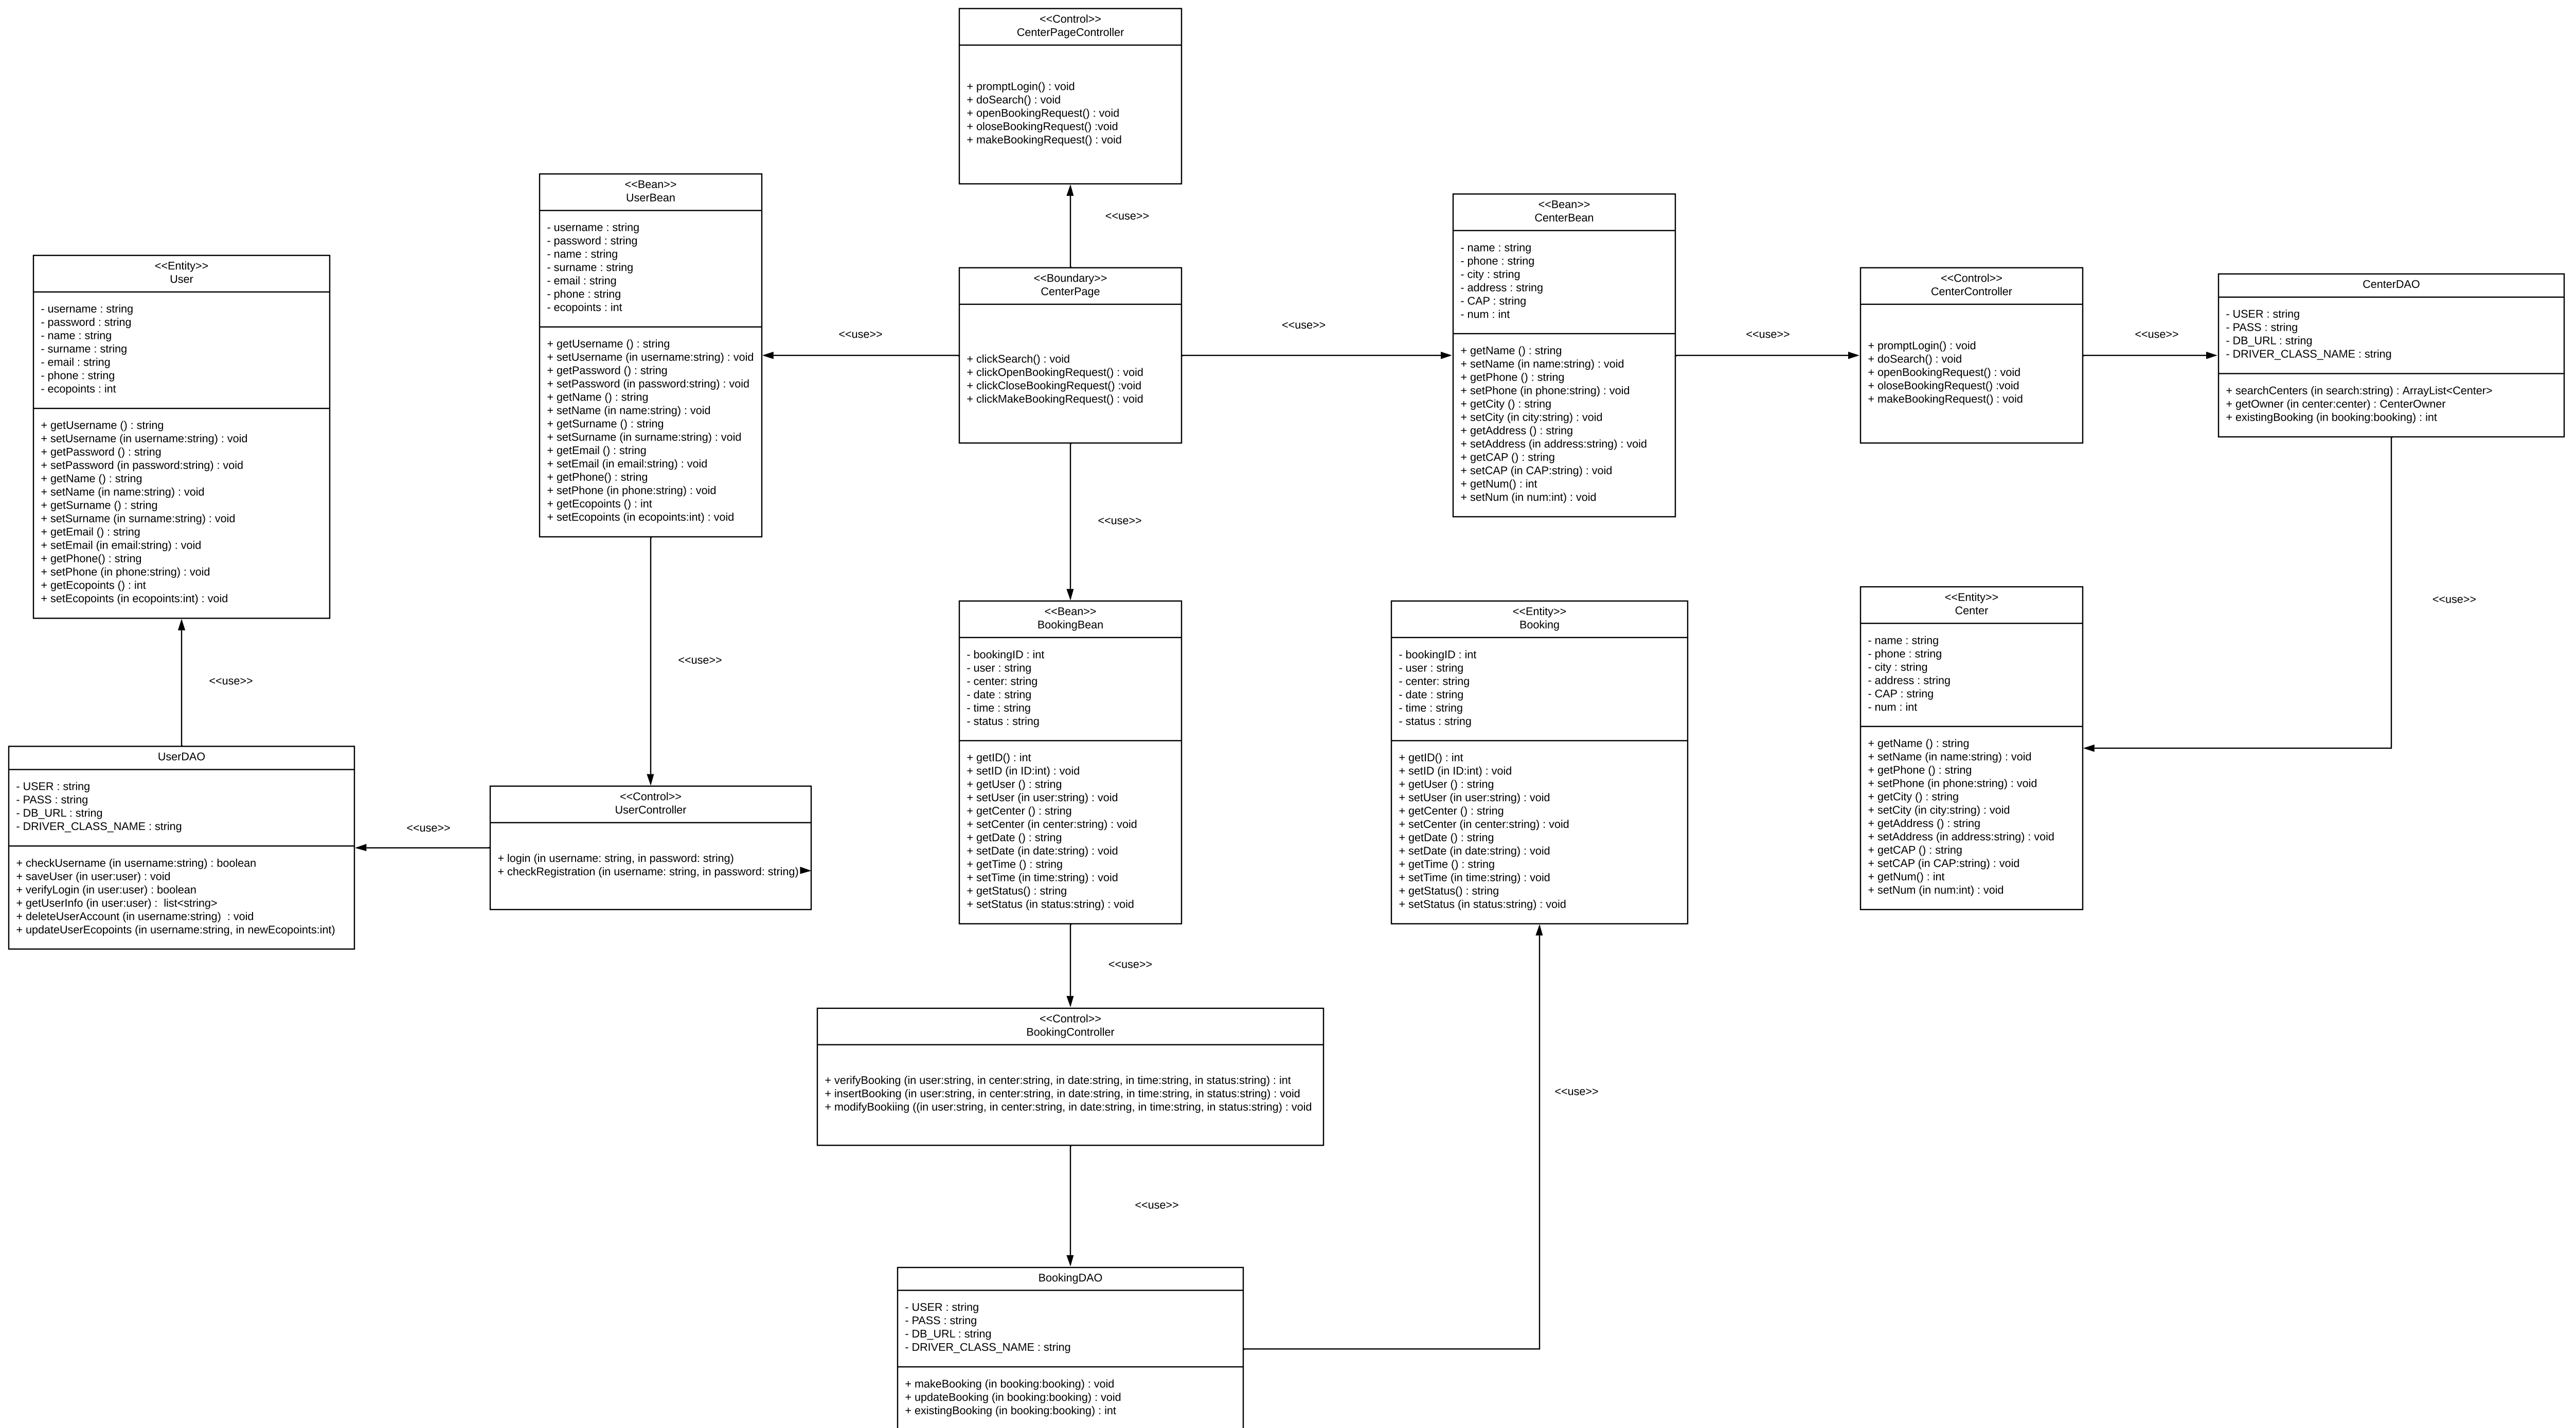 <<Control>>
CenterPageController
+ promptLogin() : void
+ doSearch() : void
+ openBookingRequest() : void
+ oloseBookingRequest() :void
+ makeBookingRequest() : void
<<use>>
<<Bean>>
UserBean
- username : string
- password : string
- name : string
- surname : string
- email : string
- phone : string
- ecopoints : int
+ getUsername () : string
+ setUsername (in username:string) : void
+ getPassword () : string
+ setPassword (in password:string) : void
+ getName () : string
+ setName (in name:string) : void
+ getSurname () : string
+ setSurname (in surname:string) : void
+ getEmail () : string
+ setEmail (in email:string) : void
+ getPhone() : string
+ setPhone (in phone:string) : void
+ getEcopoints () : int
+ setEcopoints (in ecopoints:int) : void
<<use>>
<<Boundary>>
CenterPage
+ clickSearch() : void
+ clickOpenBookingRequest() : void
+ clickCloseBookingRequest() :void
+ clickMakeBookingRequest() : void
<<use>>
<<Bean>>
CenterBean
- name : string
- phone : string
- city : string
- address : string
- CAP : string
- num : int
+ getName () : string
+ setName (in name:string) : void
+ getPhone () : string
+ setPhone (in phone:string) : void
+ getCity () : string
+ setCity (in city:string) : void
+ getAddress () : string
+ setAddress (in address:string) : void
+ getCAP () : string
+ setCAP (in CAP:string) : void
+ getNum() : int
+ setNum (in num:int) : void
<<use>>
<<Control>>
CenterController
+ promptLogin() : void
+ doSearch() : void
+ openBookingRequest() : void
+ oloseBookingRequest() :void
+ makeBookingRequest() : void
<<use>>
CenterDAO
- USER : string
- PASS : string
- DB_URL : string
- DRIVER_CLASS_NAME : string
+ searchCenters (in search:string) : ArrayList<Center>
+ getOwner (in center:center) : CenterOwner
+ existingBooking (in booking:booking) : int
<<Entity>>
User
- username : string
- password : string
- name : string
- surname : string
- email : string
- phone : string
- ecopoints : int
+ getUsername () : string
+ setUsername (in username:string) : void
+ getPassword () : string
+ setPassword (in password:string) : void
+ getName () : string
+ setName (in name:string) : void
+ getSurname () : string
+ setSurname (in surname:string) : void
+ getEmail () : string
+ setEmail (in email:string) : void
+ getPhone() : string
+ setPhone (in phone:string) : void
+ getEcopoints () : int
+ setEcopoints (in ecopoints:int) : void
<<use>>
<<use>>
<<use>>
<<use>>
UserDAO
- USER : string
- PASS : string
- DB_URL : string
- DRIVER_CLASS_NAME : string
+ checkUsername (in username:string) : boolean
+ saveUser (in user:user) : void
+ verifyLogin (in user:user) : boolean
+ getUserInfo (in user:user) :  list<string>
+ deleteUserAccount (in username:string)  : void
+ updateUserEcopoints (in username:string, in newEcopoints:int)
<<use>>
<<Control>>
UserController
+ login (in username: string, in password: string)
+ checkRegistration (in username: string, in password: string)
<<Bean>>
BookingBean
- bookingID : int
- user : string
- center: string
- date : string
- time : string
- status : string
+ getID() : int
+ setID (in ID:int) : void
+ getUser () : string
+ setUser (in user:string) : void
+ getCenter () : string
+ setCenter (in center:string) : void
+ getDate () : string
+ setDate (in date:string) : void
+ getTime () : string
+ setTime (in time:string) : void
+ getStatus() : string
+ setStatus (in status:string) : void
<<Entity>>
Booking
- bookingID : int
- user : string
- center: string
- date : string
- time : string
- status : string
+ getID() : int
+ setID (in ID:int) : void
+ getUser () : string
+ setUser (in user:string) : void
+ getCenter () : string
+ setCenter (in center:string) : void
+ getDate () : string
+ setDate (in date:string) : void
+ getTime () : string
+ setTime (in time:string) : void
+ getStatus() : string
+ setStatus (in status:string) : void
<<Entity>>
Center
- name : string
- phone : string
- city : string
- address : string
- CAP : string
- num : int
+ getName () : string
+ setName (in name:string) : void
+ getPhone () : string
+ setPhone (in phone:string) : void
+ getCity () : string
+ setCity (in city:string) : void
+ getAddress () : string
+ setAddress (in address:string) : void
+ getCAP () : string
+ setCAP (in CAP:string) : void
+ getNum() : int
+ setNum (in num:int) : void
<<use>>
<<Control>>
BookingController
+ verifyBooking (in user:string, in center:string, in date:string, in time:string, in status:string) : int
+ insertBooking (in user:string, in center:string, in date:string, in time:string, in status:string) : void
+ modifyBookiing ((in user:string, in center:string, in date:string, in time:string, in status:string) : void
<<use>>
<<use>>
BookingDAO
- USER : string
- PASS : string
- DB_URL : string
- DRIVER_CLASS_NAME : string
+ makeBooking (in booking:booking) : void
+ updateBooking (in booking:booking) : void
+ existingBooking (in booking:booking) : int